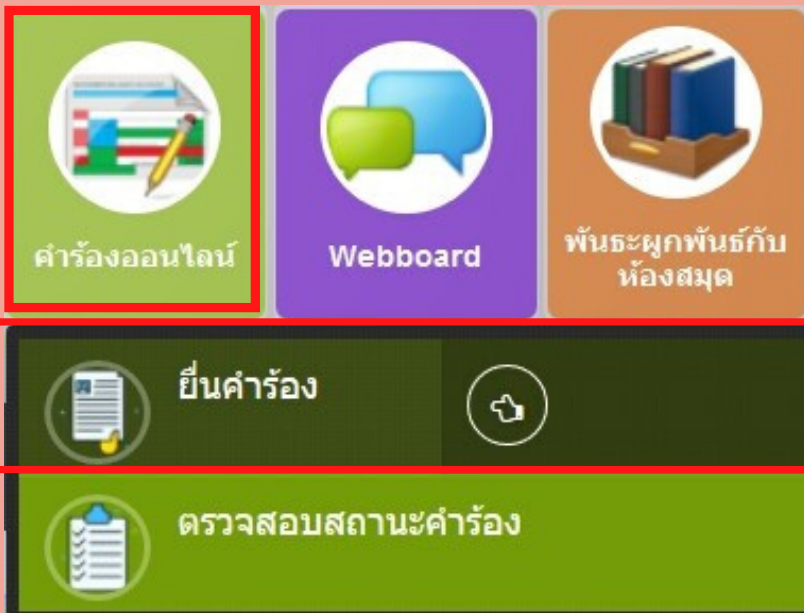 คำร้องออนไลน์
Webboard
พันธะผูกพันธ์กับ
ห้องสมุด
ยื่นคำร้อง
ตรวจสอบสถานะคำร้อง